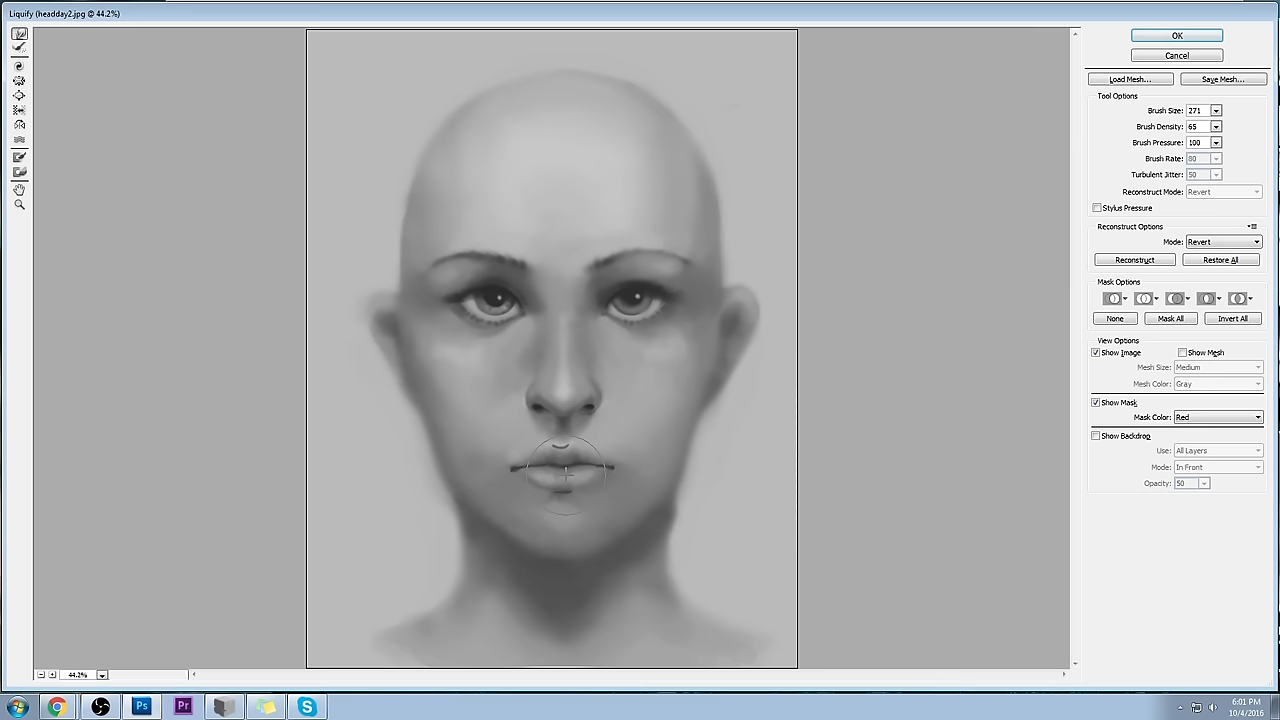 Liquify (headday2.jpg @ 44.2%)
OK
Cancel
Load Mesh...
Save Mesh...
Tool Options
Brush Size: 271
Brush Density: 65
Brush Pressure: 100
Brush Rate: 80
Turbulent Jitter: 50
Reconstruct Mode: Revert
Stylus Pressure
Reconstruct Options
Mode: Revert
Reconstruct
Restore All
Mask Options
None
Mask All
Invert All
View Options
Show Image
Show Mesh
Mesh Size: Medium
Mesh Color: Gray
Show Mask
Mask Color: Red
Show Backdrop
Use: All Layers
Mode: In Front
Opacity: 50
44.2%
Ps
Pr
S
6:01 PM
10/4/2016